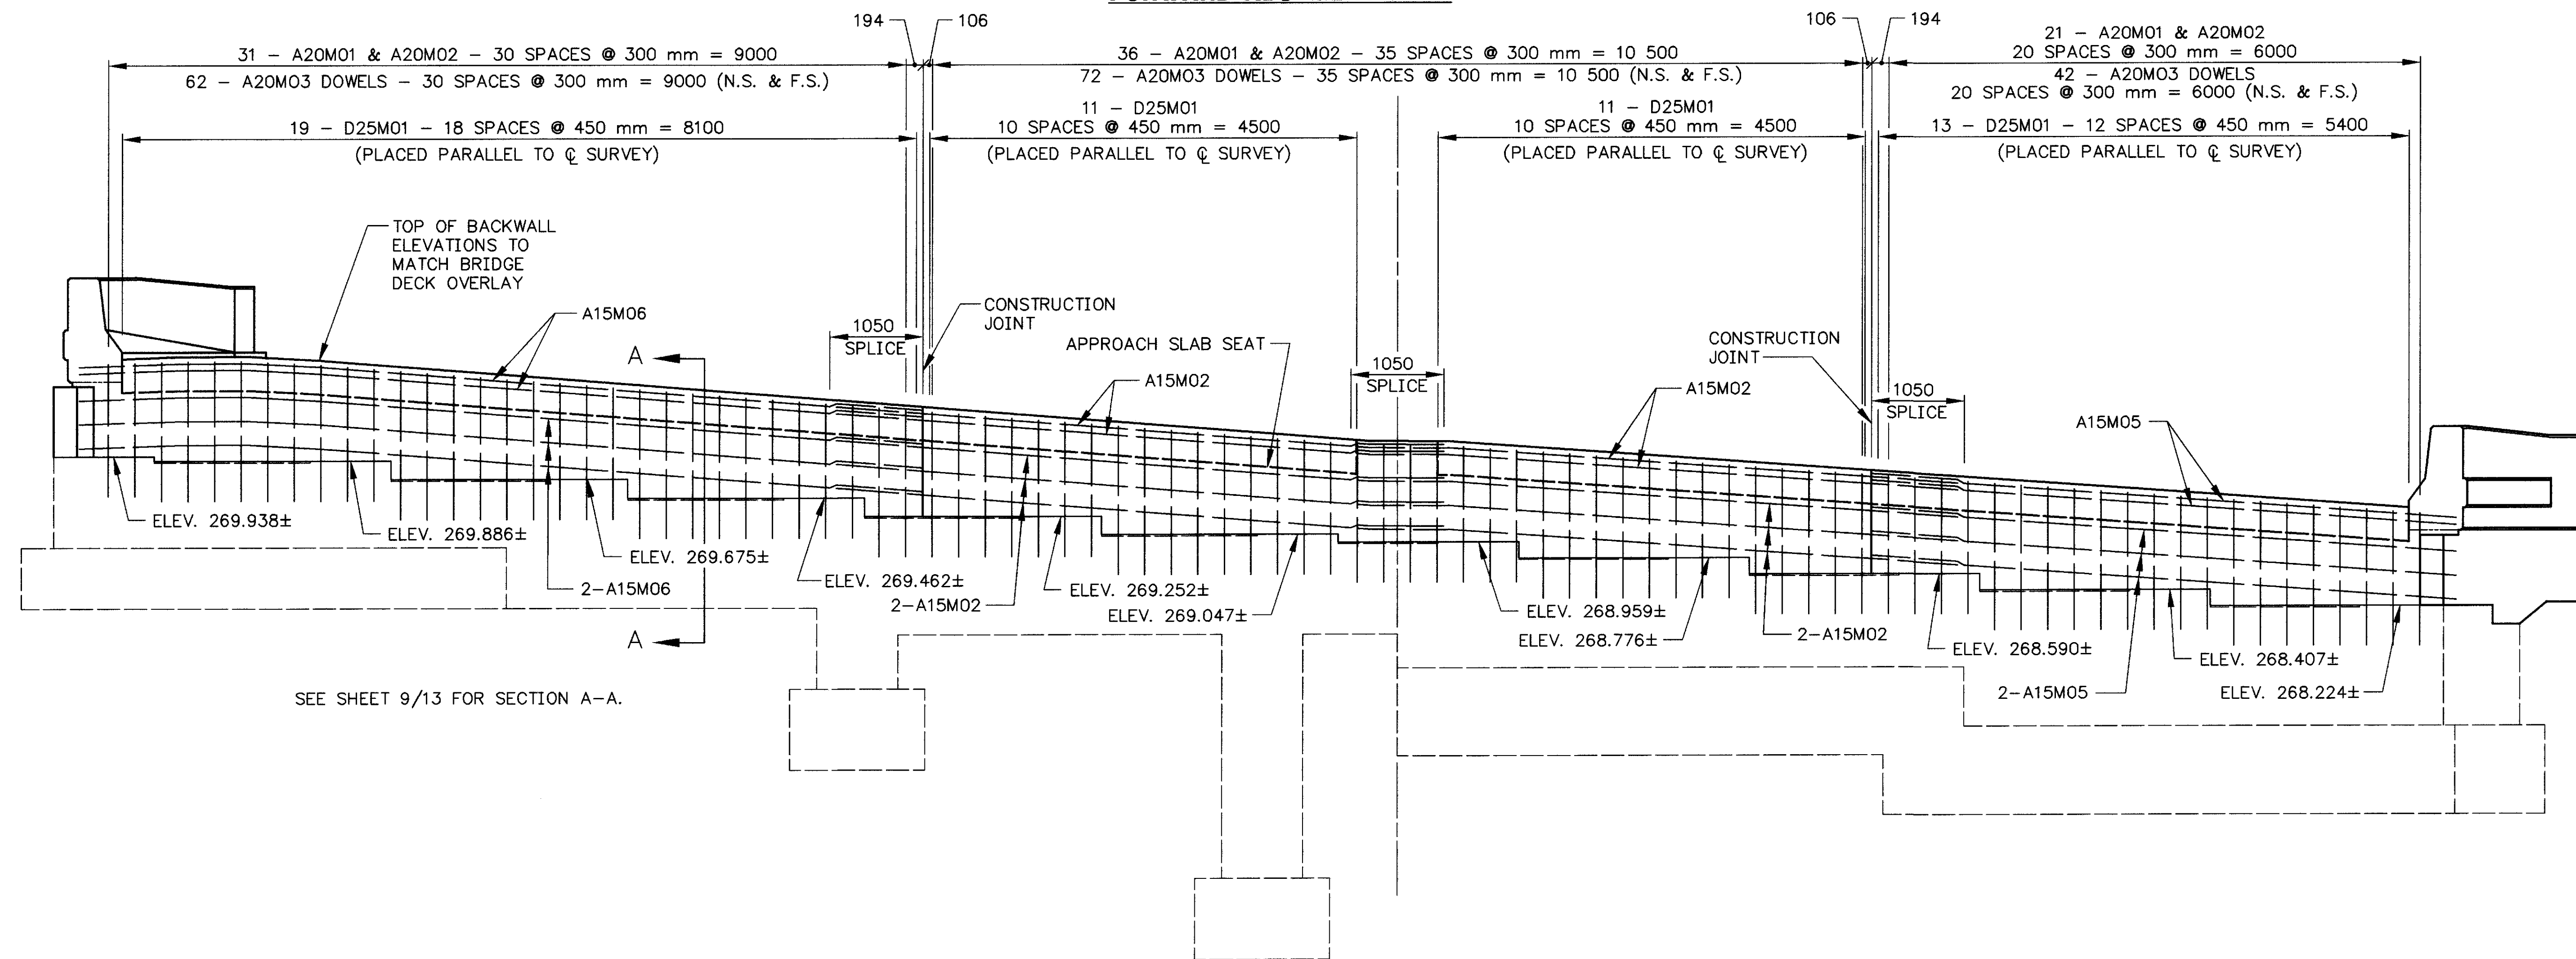 194
106
106
194
31 - A20M01 & A20M02 - 30 SPACES @ 300 mm = 9000
62 - A20M03 DOWELS - 30 SPACES @ 300 mm = 9000 (N.S. & F.S.)
36 - A20M01 & A20M02 - 35 SPACES @ 300 mm = 10 500
72 - A20M03 DOWELS - 35 SPACES @ 300 mm = 10 500 (N.S. & F.S.)
21 - A20M01 & A20M02
20 SPACES @ 300 mm = 6000
42 - A20M03 DOWELS
20 SPACES @ 300 mm = 6000 (N.S. & F.S.)
19 - D25M01 - 18 SPACES @ 450 mm = 8100
(PLACED PARALLEL TO ℄ SURVEY)
11 - D25M01
10 SPACES @ 450 mm = 4500
(PLACED PARALLEL TO ℄ SURVEY)
11 - D25M01
10 SPACES @ 450 mm = 4500
(PLACED PARALLEL TO ℄ SURVEY)
13 - D25M01 - 12 SPACES @ 450 mm = 5400
(PLACED PARALLEL TO ℄ SURVEY)
TOP OF BACKWALL
ELEVATIONS TO
MATCH BRIDGE
DECK OVERLAY
A15M06
1050
SPLICE
CONSTRUCTION
JOINT
APPROACH SLAB SEAT
A15M02
1050
SPLICE
A15M02
CONSTRUCTION
JOINT
1050
SPLICE
A15M05
A
A
ELEV. 269.938±
ELEV. 269.886±
ELEV. 269.675±
2-A15M06
ELEV. 269.462±
2-A15M02
ELEV. 269.252±
ELEV. 269.047±
ELEV. 268.959±
ELEV. 268.776±
2-A15M02
ELEV. 268.590±
2-A15M05
ELEV. 268.407±
ELEV. 268.224±
SEE SHEET 9/13 FOR SECTION A-A.